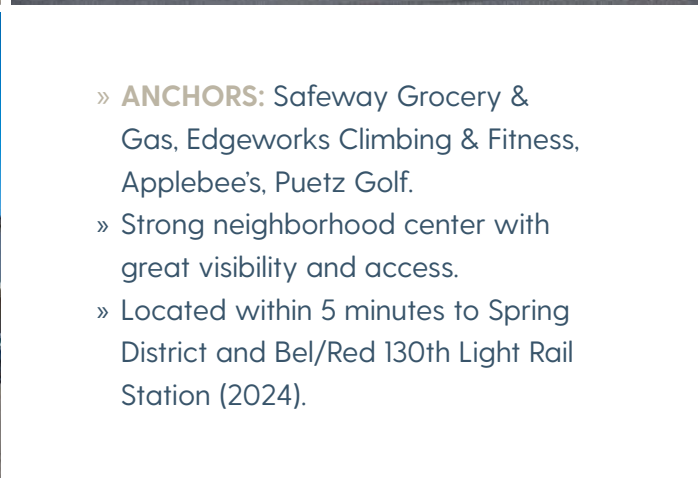 » ANCHORS: Safeway Grocery &
Gas, Edgeworks Climbing & Fitness,
Applebee's, Puetz Golf.
» Strong neighborhood center with
great visibility and access.
» Located within 5 minutes to Spring
District and Bel/Red 130th Light Rail
Station (2024).